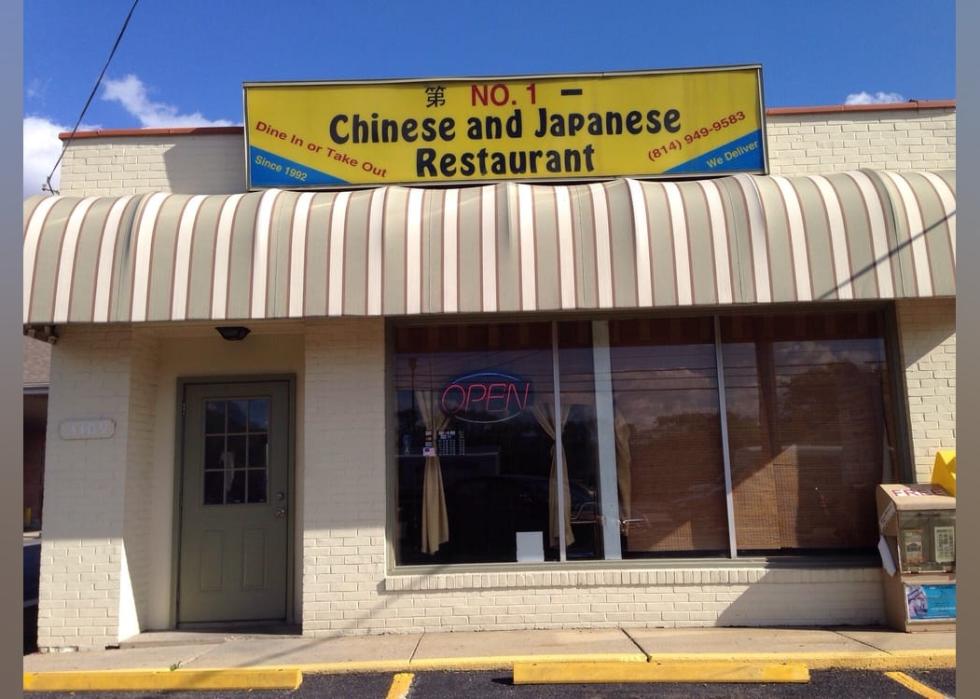 第 NO. 1 一
Chinese and Japanese
Restaurant
Dine In or Take Out
Since 1992
(814) 949-9583
We Deliver
OPEN
FREE